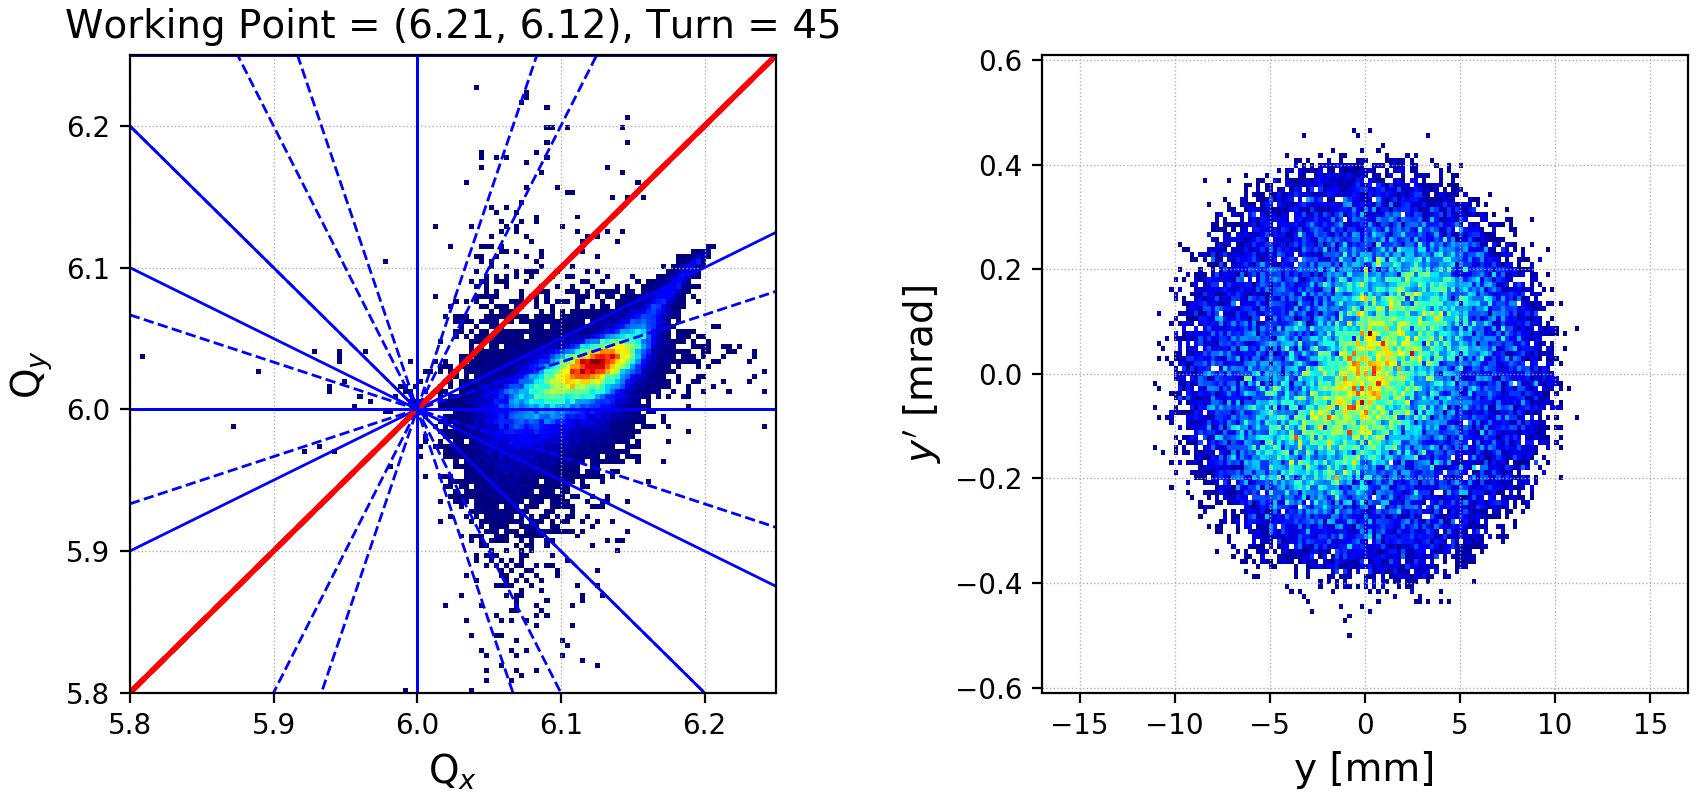 Working Point = (6.21, 6.12), Turn = 45
6.2
6.1
6.0
5.9
5.8
Q_y
5.8 5.9 6.0 6.1 6.2
Q_x
0.6
0.4
0.2
0.0
−0.2
−0.4
−0.6
y′ [mrad]
−15 −10 −5 0 5 10 15
y [mm]